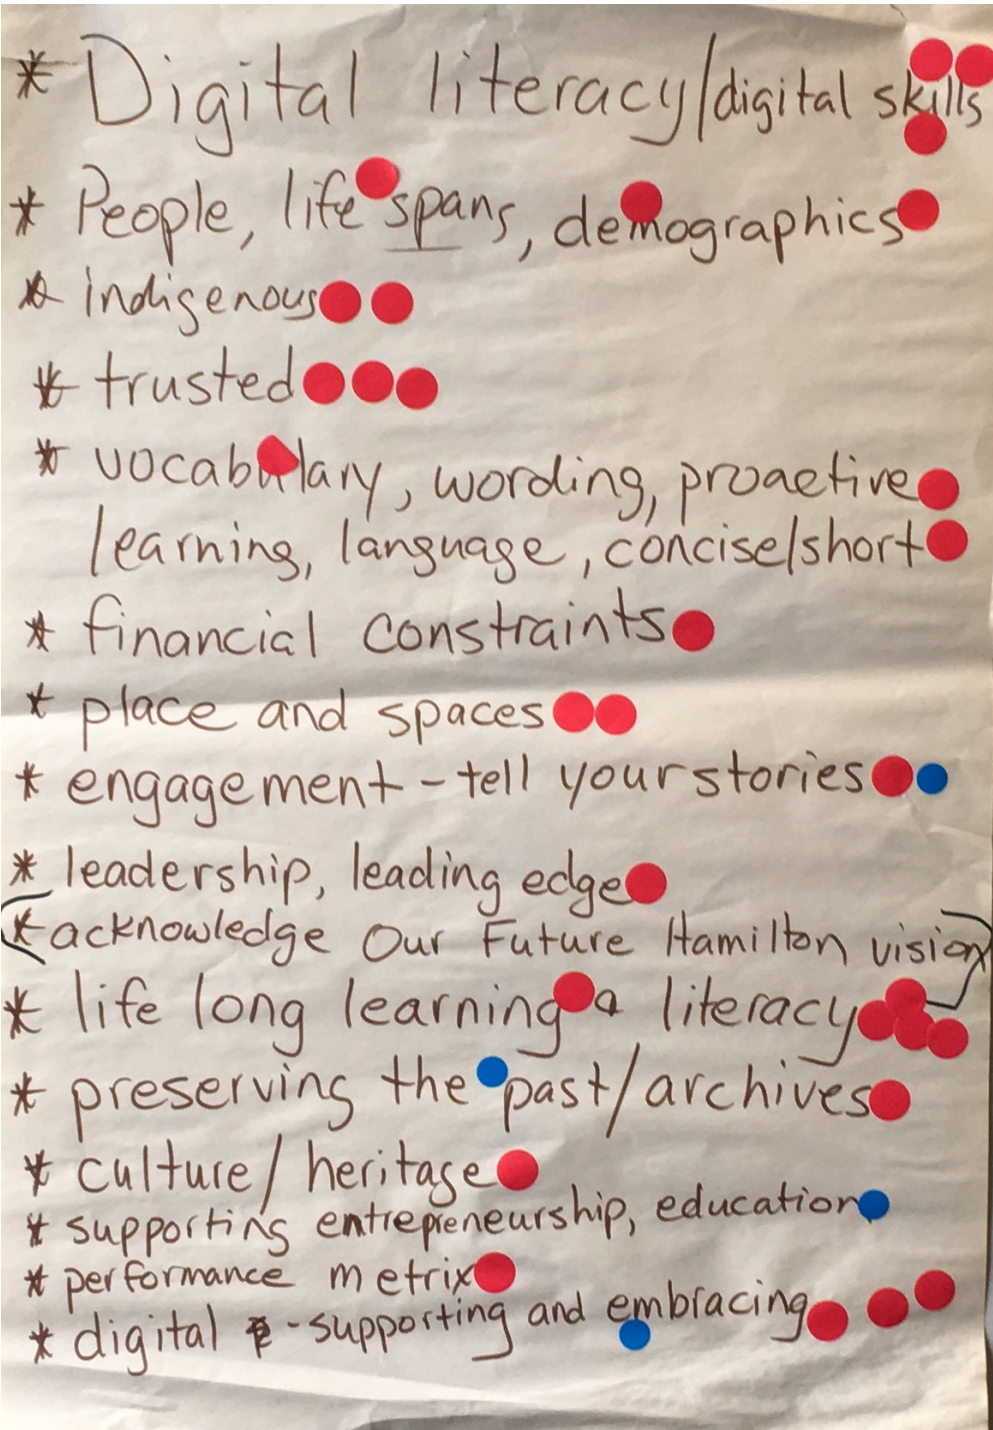 * Digital literacy/digital skills
* People, life spans, demographics
* indigenous
* trusted
* vocabulary, wording, proactive
learning, language, concise/short
* financial constraints
* place and spaces
* engagement - tell your stories
* leadership, leading edge
(* acknowledge Our Future Hamilton vision)
* life long learning & literacy
* preserving the past/archives
* culture/heritage
* supporting entrepreneurship, education
* performance metrix
* digital - supporting and embracing